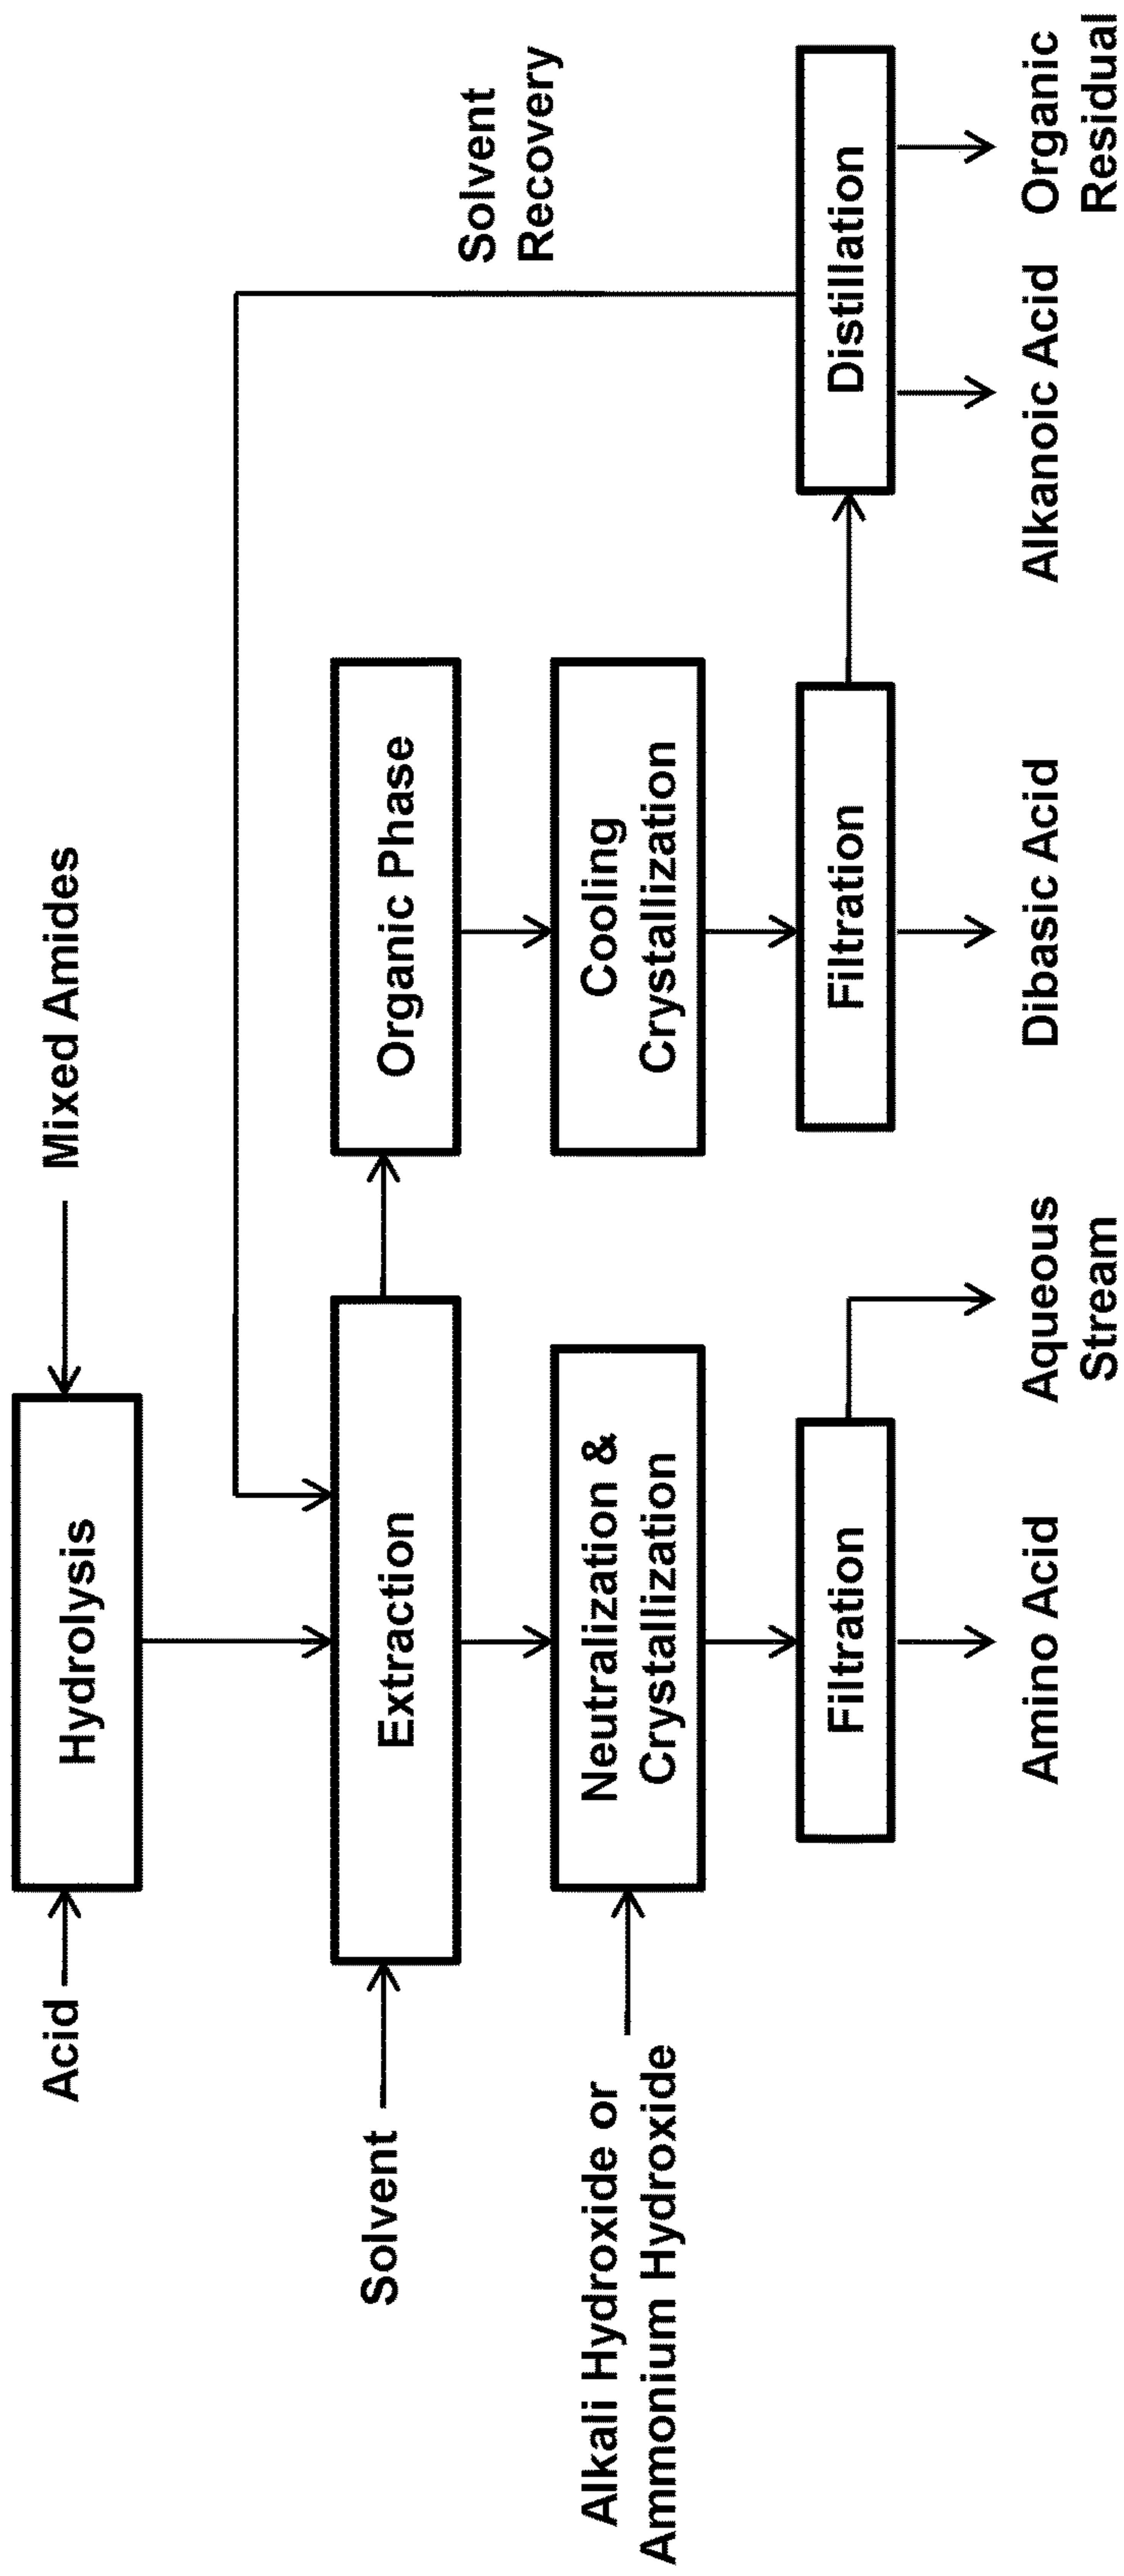 Acid
Hydrolysis
Mixed Amides
Solvent
Recovery
Solvent
Extraction
Organic Phase
Alkali Hydroxide or
Ammonium Hydroxide
Neutralization &
Crystallization
Cooling
Crystallization
Filtration
Filtration
Distillation
Amino Acid
Aqueous
Stream
Dibasic Acid
Alkanoic Acid
Organic
Residual